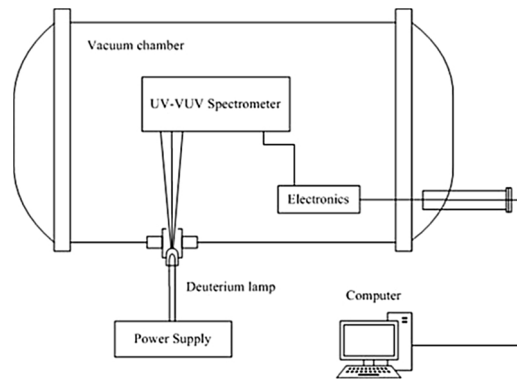 Vacuum chamber
UV-VUV Spectrometer
Electronics
Deuterium lamp
Computer
Power Supply